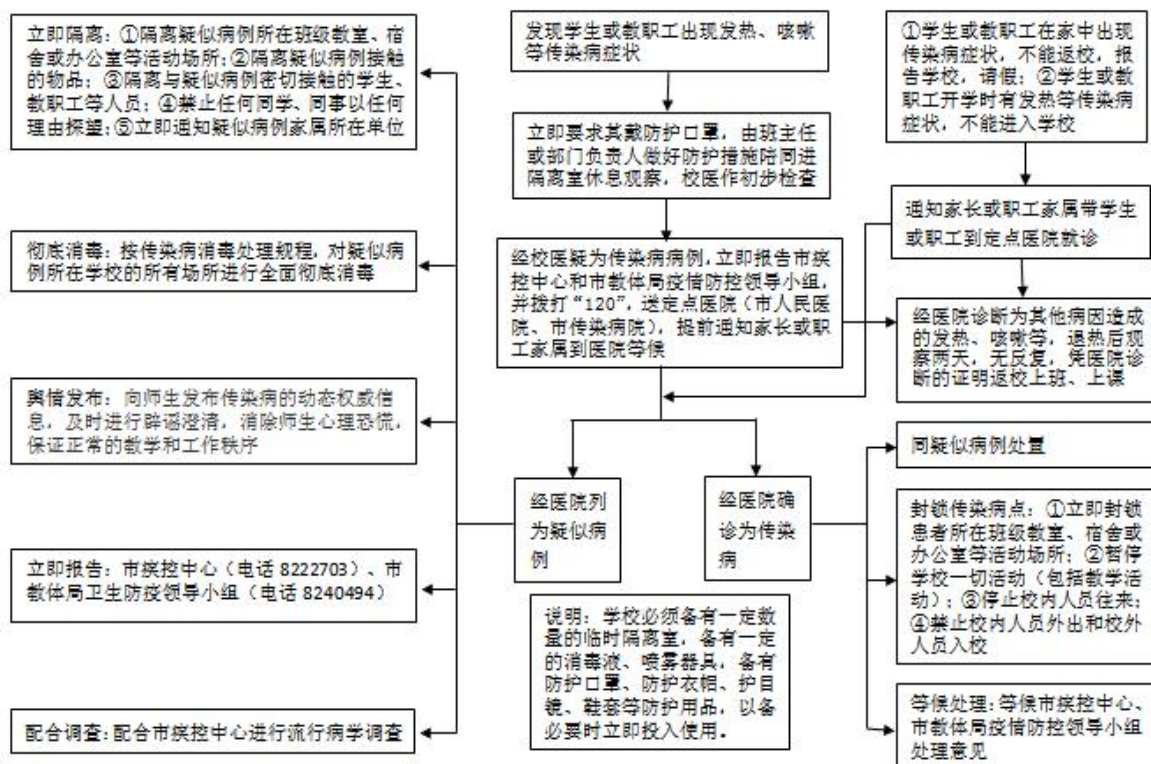 立即隔离：①隔离疑似病例所在班级教室、宿
舍或办公室等活动场所；②隔离疑似病例接触
的物品；③隔离与疑似病例密切接触的学生、
教职工等人员；④禁止任何同学、同事以任何
理由探望；⑤立即通知疑似病例家属所在单位
彻底消毒：按传染病消毒处理规程，对疑似病
例所在学校的所有场所进行全面彻底消毒
舆情发布：向师生发布传染病的动态权威信
息，及时进行辟谣澄清，消除师生心理恐慌，
保证正常的教学和工作秩序
立即报告：市疾控中心（电话 8222703）、市
教体局卫生防疫领导小组（电话 8240494）
配合调查：配合市疾控中心进行流行病学调查
发现学生或教职工出现发热、咳嗽
等传染病症状
立即要求其戴防护口罩，由班主任
或部门负责人做好防护措施陪同进
隔离室休息观察，校医作初步检查
经校医疑为传染病病例，立即报告市疾
控中心和市教体局疫情防控领导小组，
并拨打“120”，送定点医院（市人民医
院、市传染病院），提前通知家长或职
工家属到医院等候
经医院列
为疑似病
例
经医院确
诊为传染
病
说明：学校必须备有一定数
量的临时隔离室，备有一定
的消毒液、喷雾器具，备有
防护口罩、防护衣帽、护目
镜、鞋套等防护用品，以备
必要时立即投入使用。
①学生或教职工在家中出现
传染病症状，不能返校，报
告学校，请假；②学生或教
职工开学时有发热等传染病
症状，不能进入学校
通知家长或职工家属带学生
或职工到定点医院就诊
经医院诊断为其他病因造成
的发热、咳嗽等，退热后观
察两天，无反复，凭医院诊
断的证明返校上班、上课
同疑似病例处置
封锁传染病点：①立即封锁
患者所在班级教室、宿舍或
办公室等活动场所；②暂停
学校一切活动（包括教学活
动）；③停止校内人员往来；
④禁止校内人员外出和校外
人员入校
等候处理：等候市疾控中心、
市教体局疫情防控领导小组
处理意见